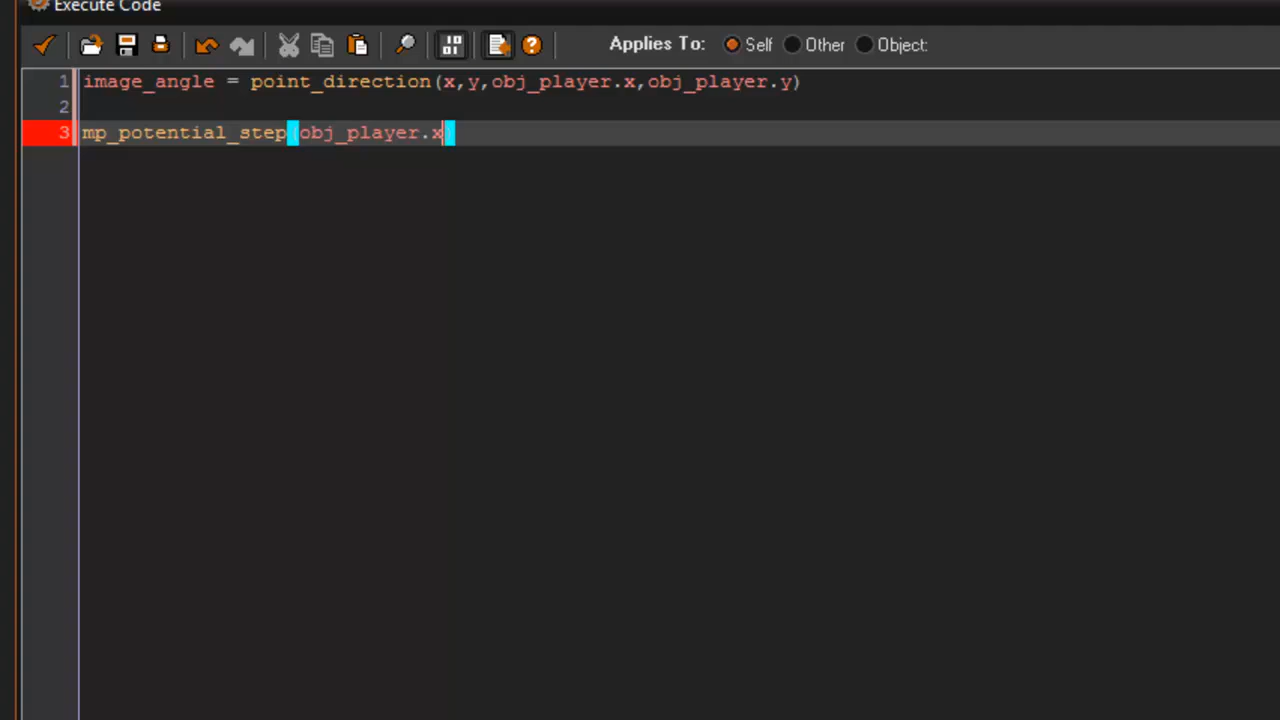 Execute Code
Applies To: Self Other Object:
1 image_angle = point_direction(x,y,obj_player.x,obj_player.y)
2
3 mp_potential_step(obj_player.x)